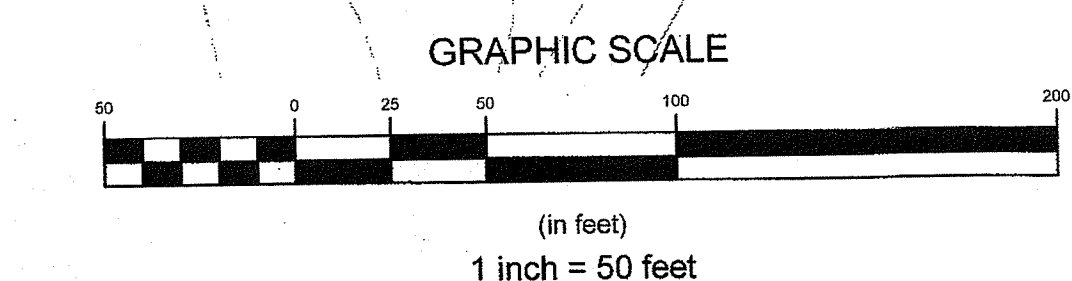 GRAPHIC SCALE
50 0 25 50 100 200
(in feet)
1 inch = 50 feet